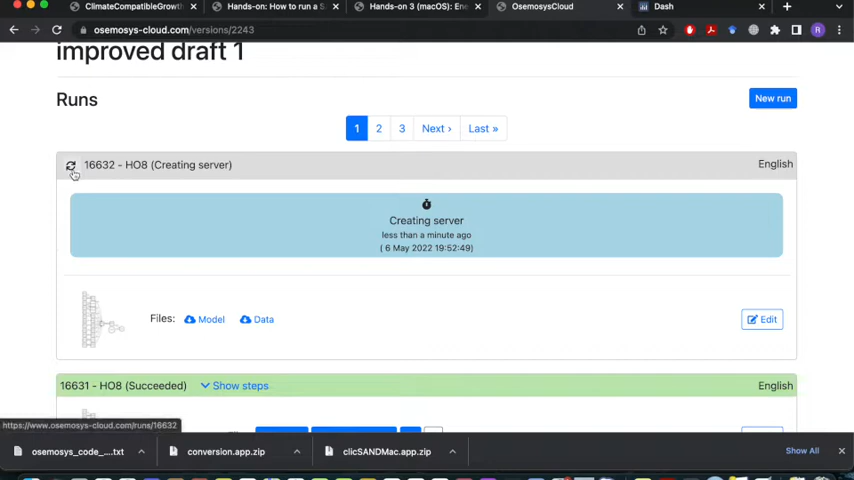 ClimateCompatibleGrowth
Hands-on: How to run a S
Hands-on 3 (macOS): Ene
OsemosysCloud
Dash
osemosys-cloud.com/versions/2243
R
improved draft 1
Runs
New run
1 2 3 Next › Last »
16632 - HO8 (Creating server)
English
Creating server
less than a minute ago
( 6 May 2022 19:52:49)
Files: Model Data
Edit
16631 - HO8 (Succeeded) Show steps
English
https://www.osemosys-cloud.com/runs/16632
osemosys_code_....txt
conversion.app.zip
clicSANDMac.app.zip
Show All